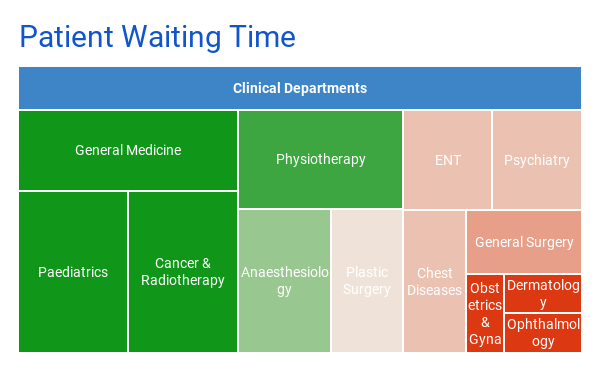 Patient Waiting Time
Clinical Departments
General Medicine
Physiotherapy
ENT
Psychiatry
Paediatrics
Cancer &
Radiotherapy
Anaesthesiolo
gy
Plastic
Surgery
Chest
Diseases
General Surgery
Obst
etrics
&
Gyna
Dermatolog
y
Ophthalmol
ogy